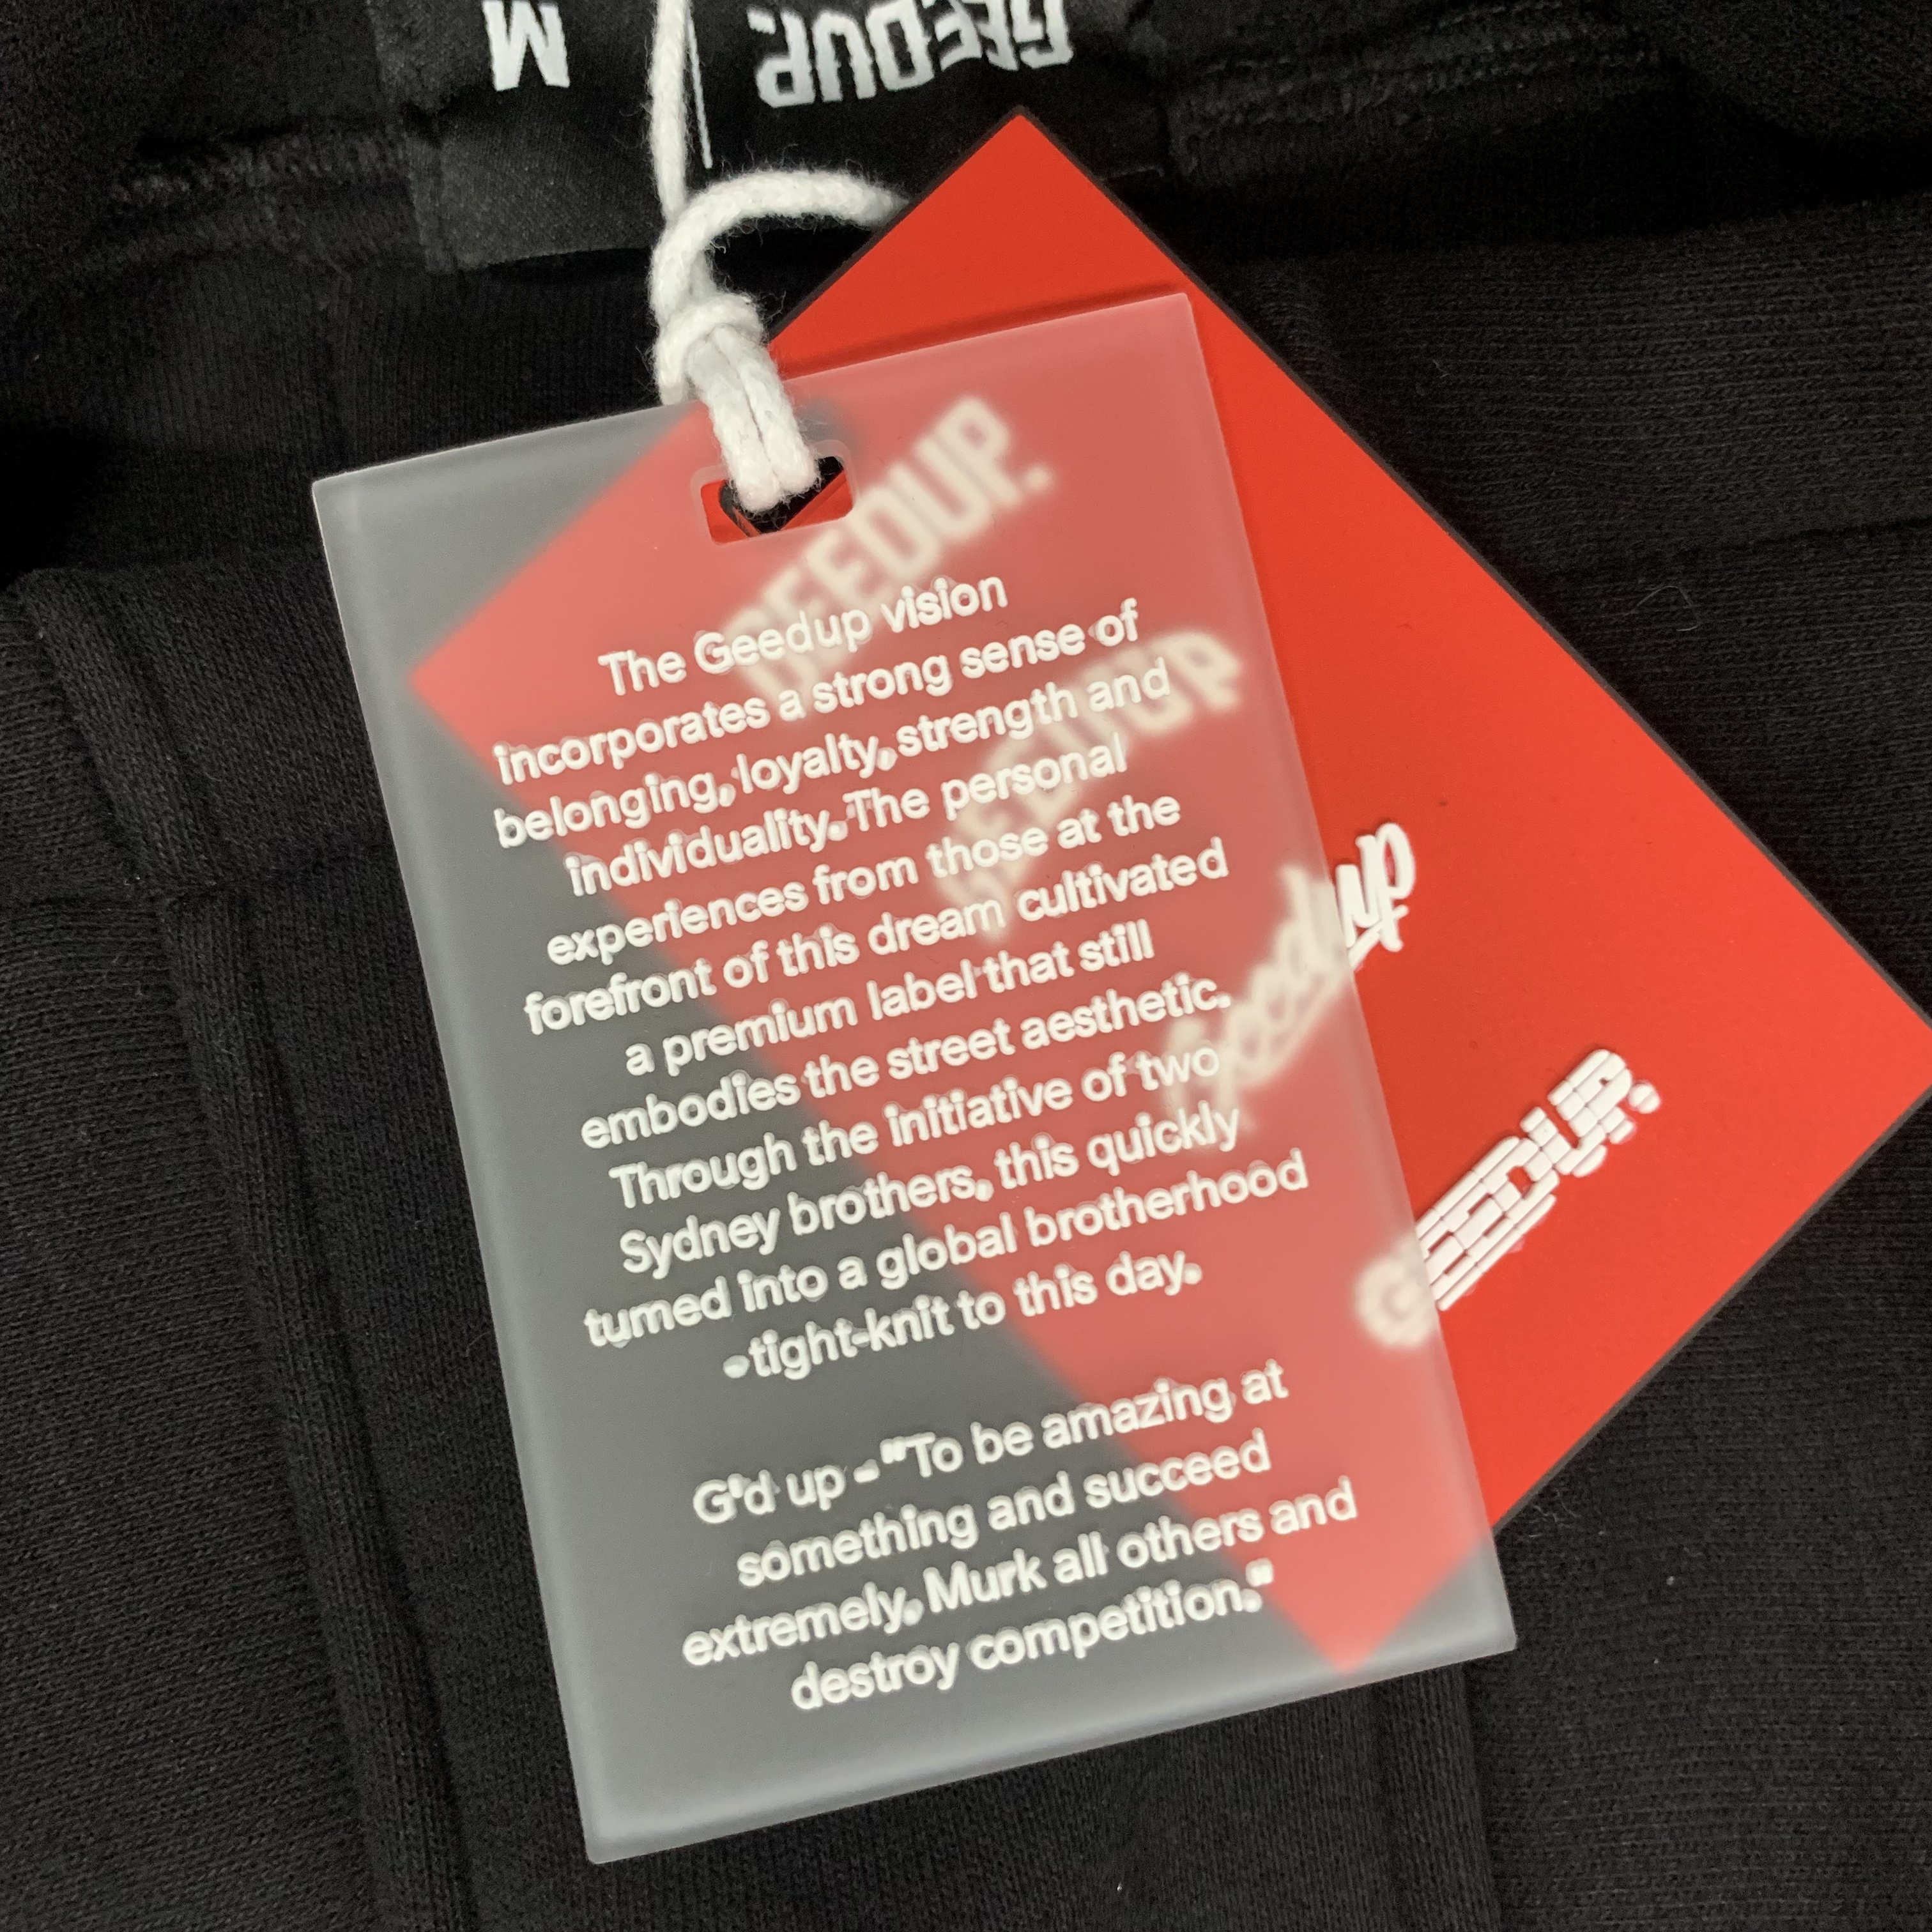 M
GEEDUP.
GEEDUP.
GEEDUP
Geedup
GEEDUP.
The Geedup vision
incorporates a strong sense of
belonging, loyalty, strength and
individuality. The personal
experiences from those at the
forefront of this dream cultivated
a premium label that still
embodies the street aesthetic.
Through the initiative of two
Sydney brothers, this quickly
turned into a global brotherhood
-tight-knit to this day.
G'd up - "To be amazing at
something and succeed
extremely, Murk all others and
destroy competition."